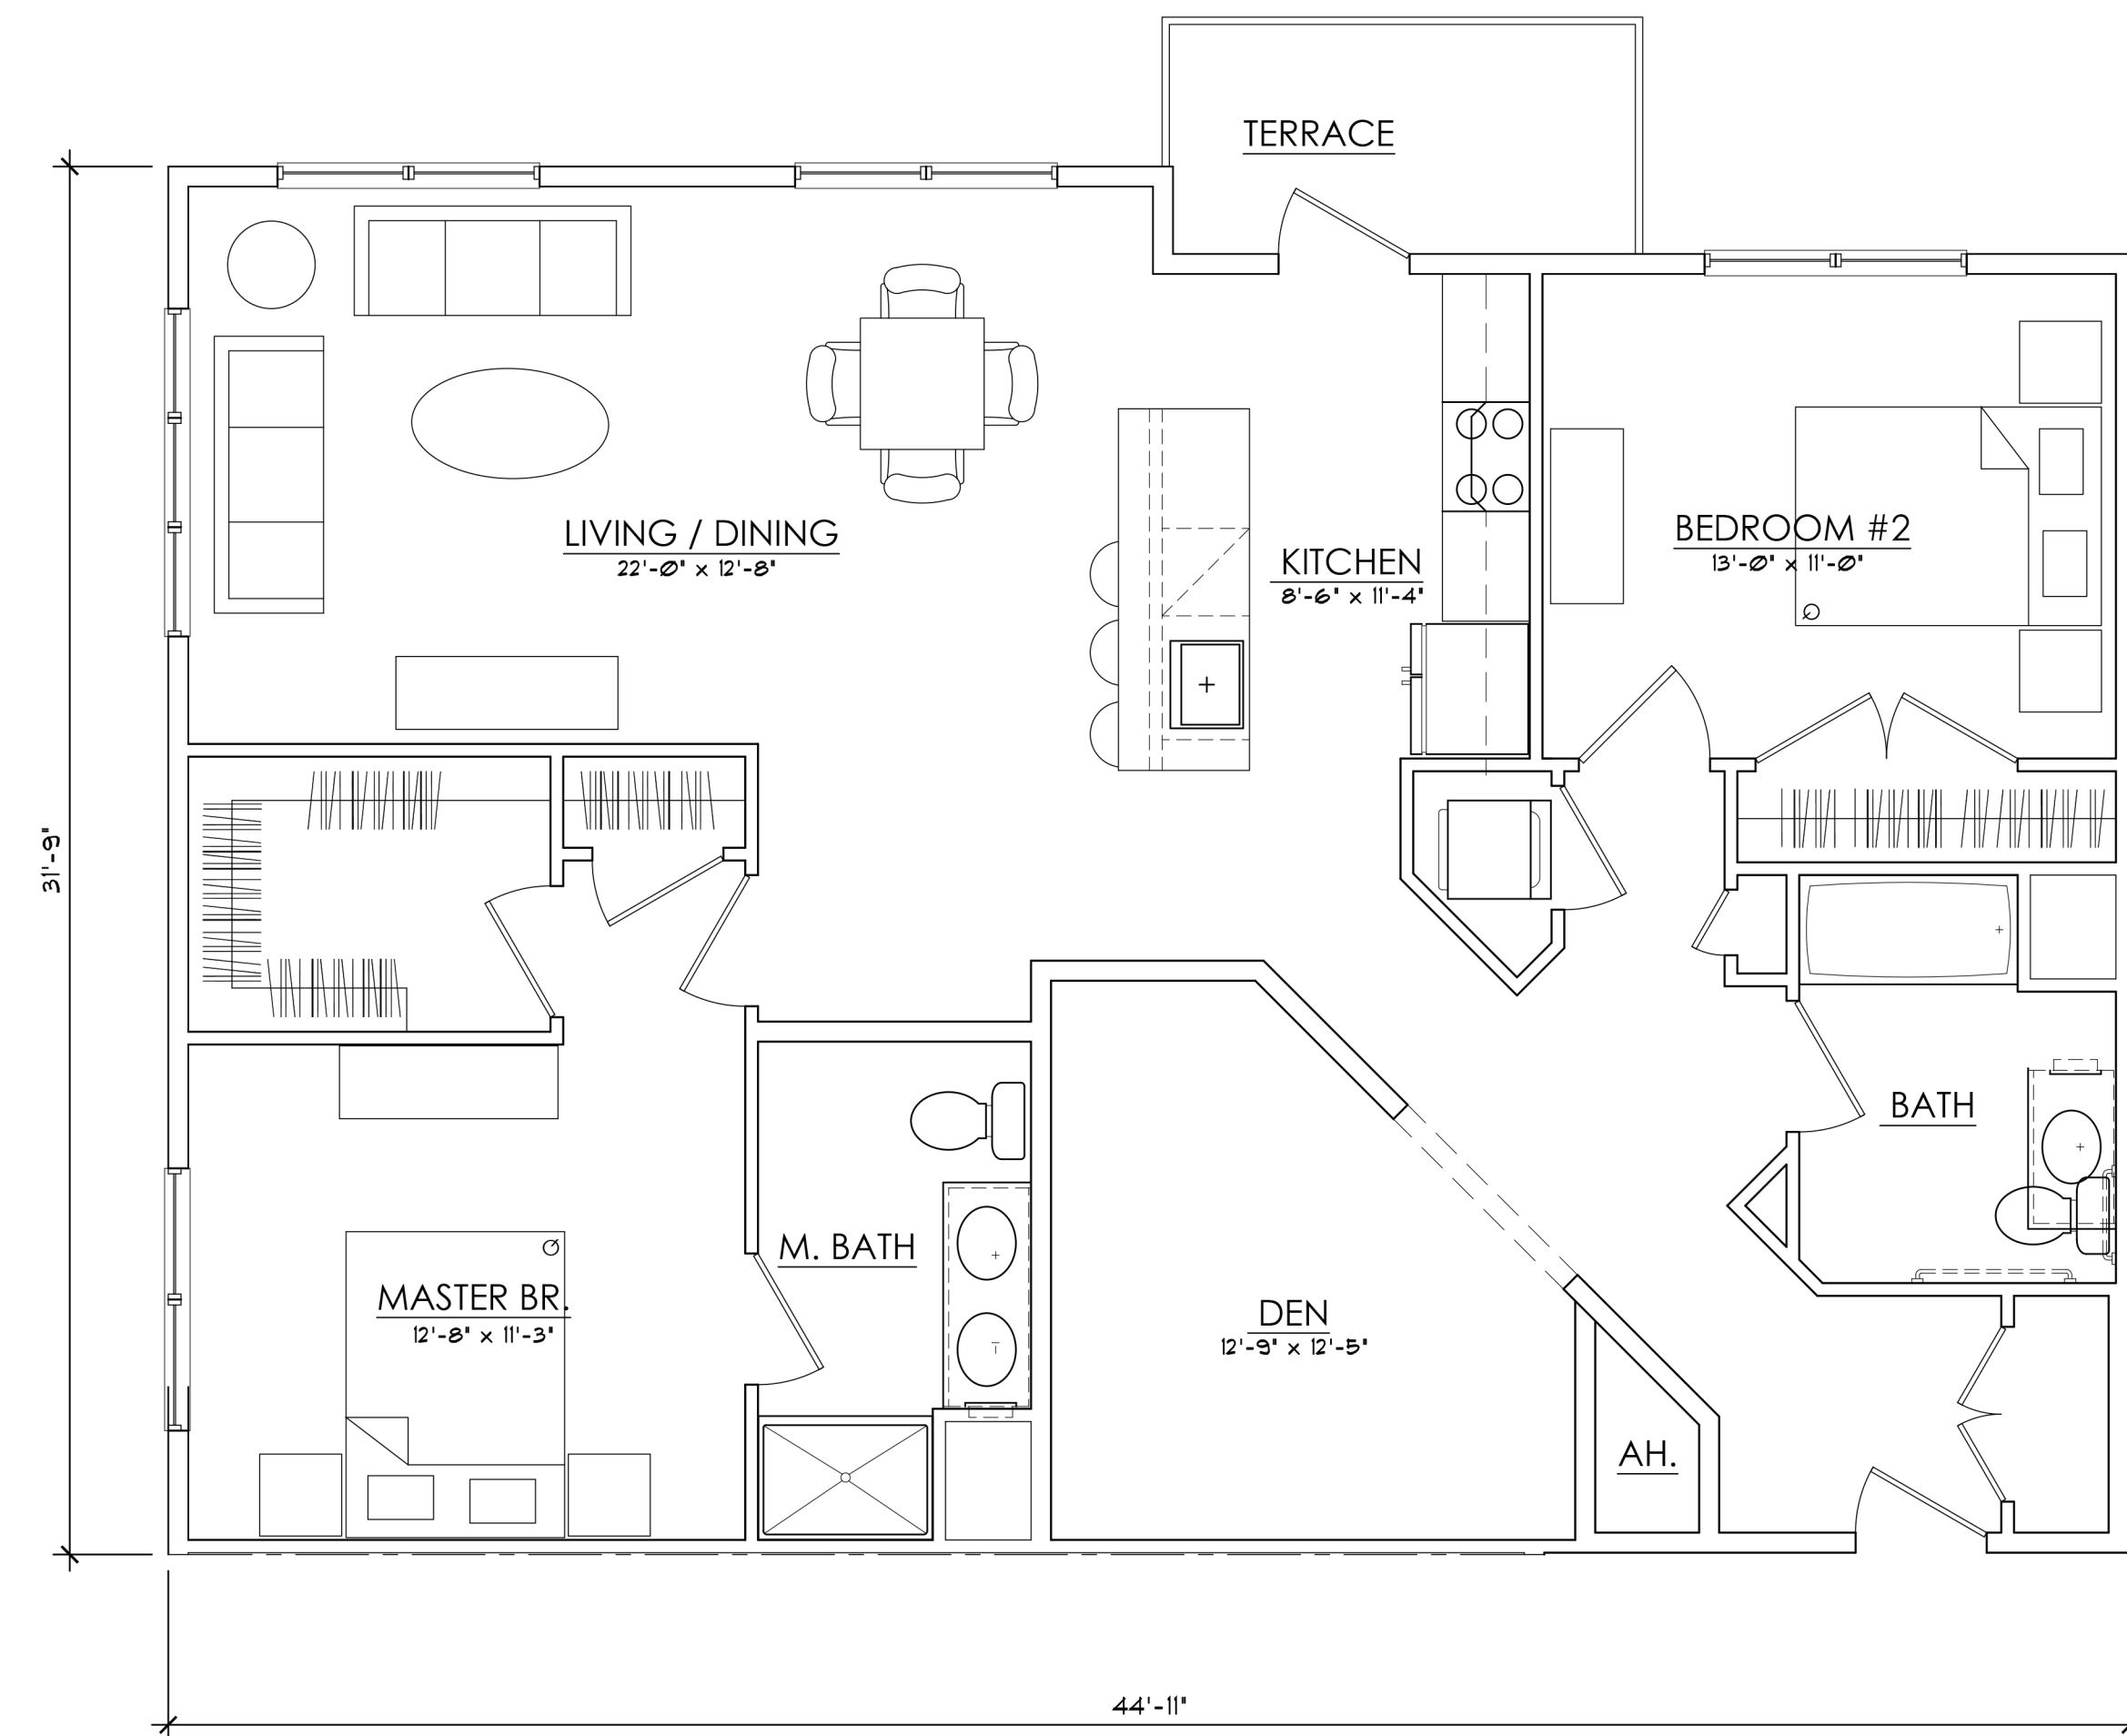 TERRACE
LIVING / DINING
22'-0" x 12'-8"
KITCHEN
8'-6" x 11'-4"
BEDROOM #2
13'-0" x 11'-0"
31'-9"
BATH
M. BATH
MASTER BR.
12'-8" x 11'-3"
DEN
12'-9" x 12'-5"
AH.
44'-11"